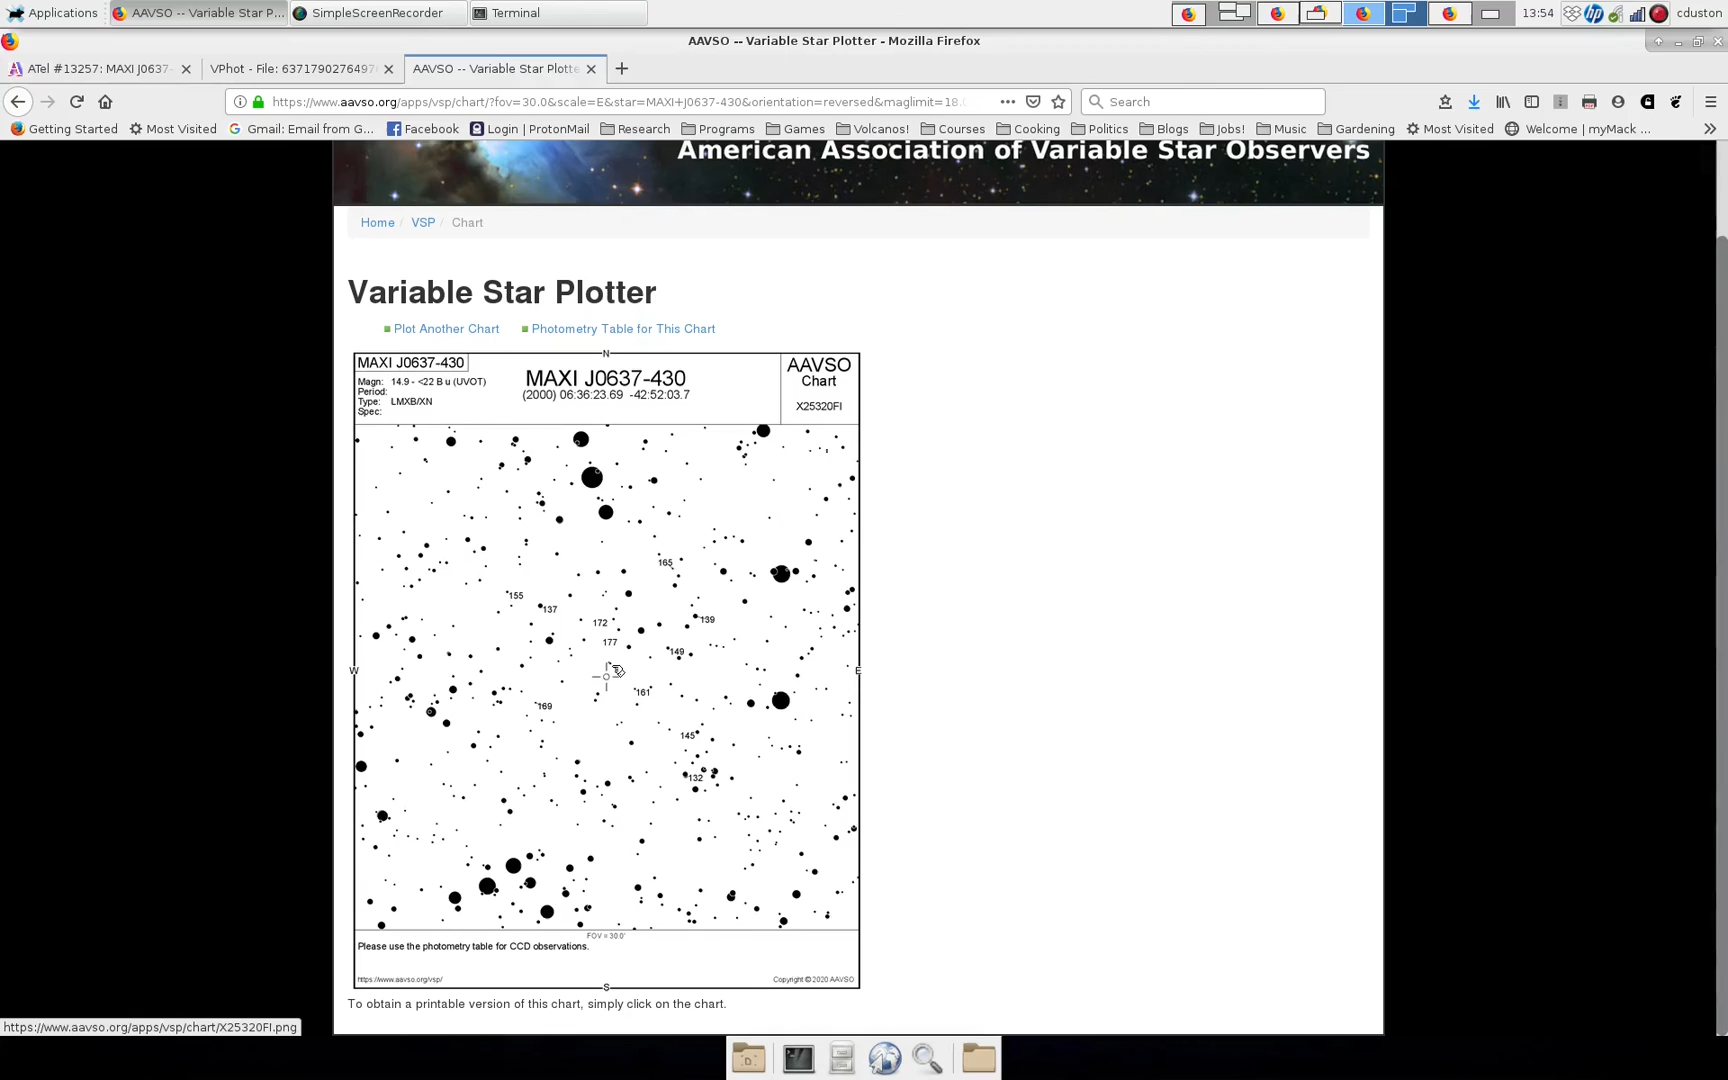 Applications
AAVSO -- Variable Star P...
SimpleScreenRecorder
Terminal
13:54
cduston
AAVSO -- Variable Star Plotter - Mozilla Firefox
ATel #13257: MAXI J0637-
VPhot - File: 6371790276497
AAVSO -- Variable Star Plotte
https://www.aavso.org/apps/vsp/chart/?fov=30.0&scale=E&star=MAXI+J0637-430&orientation=reversed&maglimit=18.
Search
Getting Started
Most Visited
Gmail: Email from G...
Facebook
Login | ProtonMail
Research
Programs
Games
Volcanos!
Courses
Cooking
Politics
Blogs
Jobs!
Music
Gardening
Most Visited
Welcome | myMack ...
American Association of Variable Star Observers
Home / VSP / Chart
Variable Star Plotter
Plot Another Chart
Photometry Table for This Chart
N
MAXI J0637-430
Magn: 14.9 - <22 B u (UVOT)
Period:
Type: LMXB/XN
Spec:
MAXI J0637-430
(2000) 06:36:23.69 -42:52:03.7
AAVSO
Chart
X25320FI
165
155
137
172
139
177
149
W
E
161
169
145
132
FOV = 30.0'
Please use the photometry table for CCD observations.
https://www.aavso.org/vsp/
Copyright © 2020 AAVSO
S
To obtain a printable version of this chart, simply click on the chart.
https://www.aavso.org/apps/vsp/chart/X25320FI.png